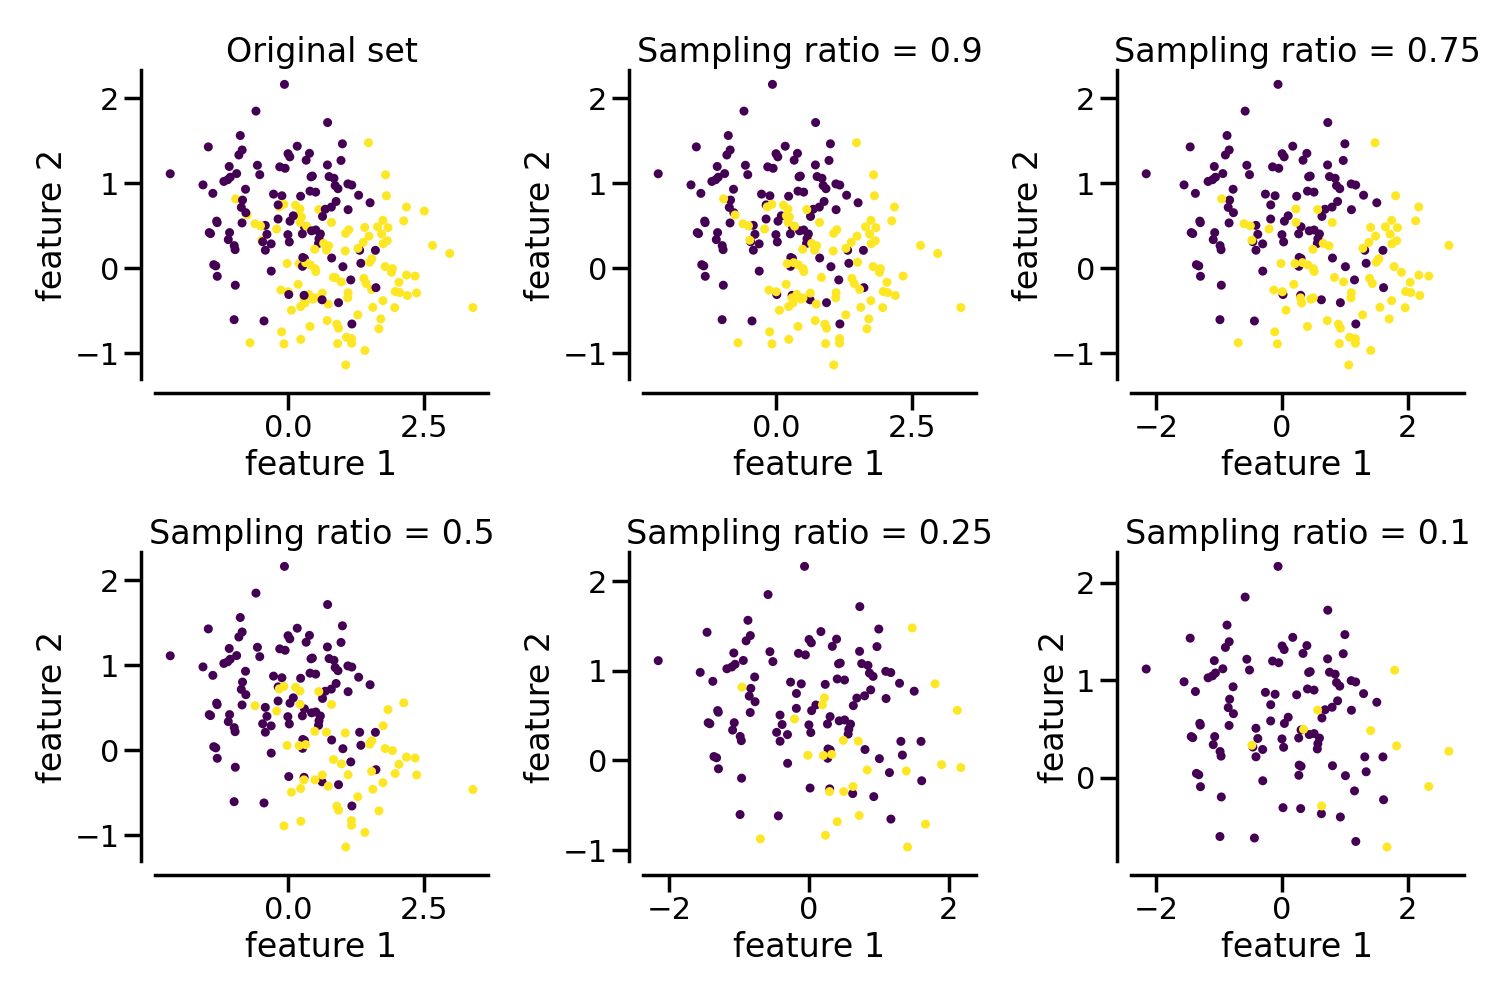 Original set
Sampling ratio = 0.9
Sampling ratio = 0.75
2
1
0
−1
feature 2
0.0 2.5
feature 1
2
1
0
−1
feature 2
0.0 2.5
feature 1
2
1
0
−1
feature 2
−2 0 2
feature 1
Sampling ratio = 0.5
Sampling ratio = 0.25
Sampling ratio = 0.1
2
1
0
−1
feature 2
0.0 2.5
feature 1
2
1
0
−1
feature 2
−2 0 2
feature 1
2
1
0
feature 2
−2 0 2
feature 1